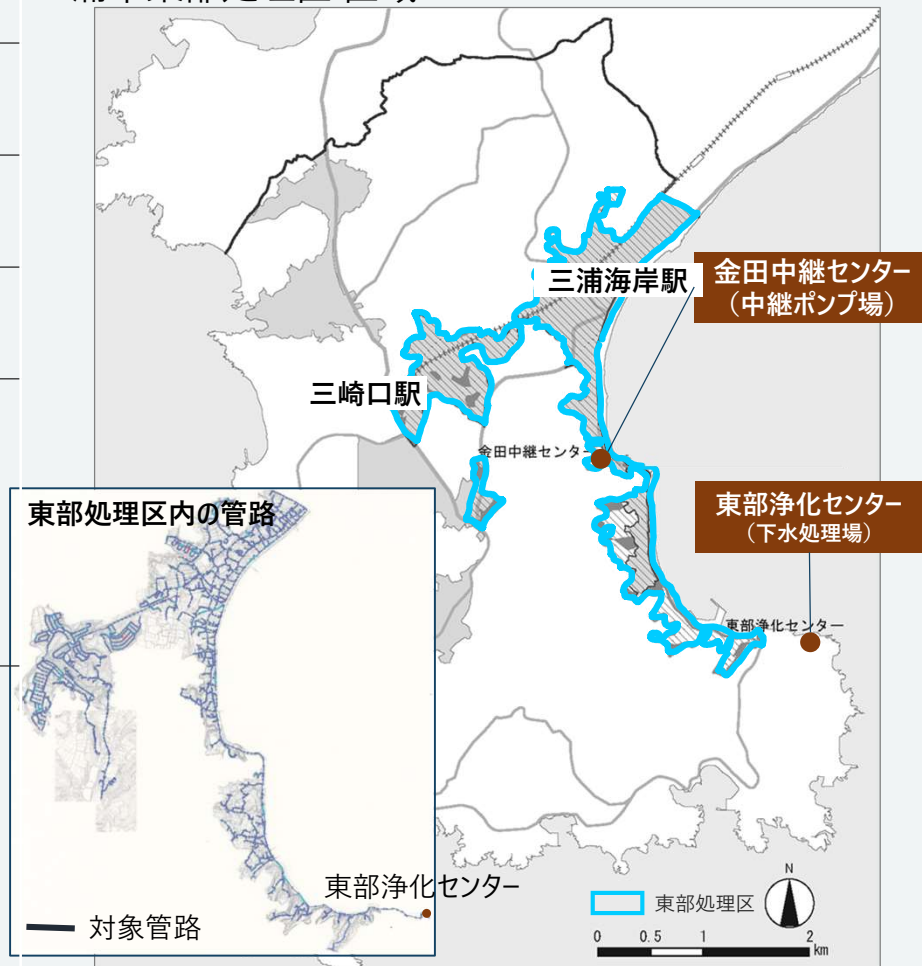 三浦海岸駅
金田中継センター
（中継ポンプ場）
三崎口駅
金田中継センター
東部浄化センター
（下水処理場）
東部処理区内の管路
東部浄化センター
東部浄化センター
対象管路
東部処理区
N
0 0.5 1 2
km